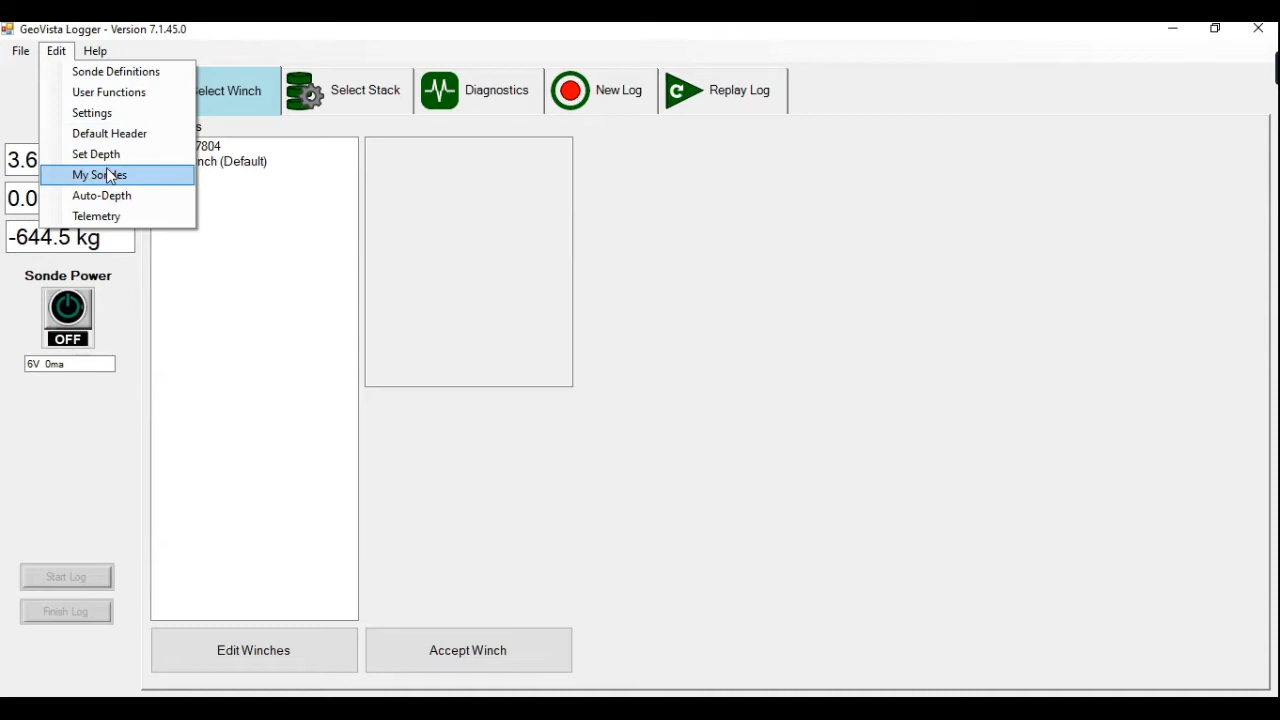 GeoVista Logger - Version 7.1.45.0
File Edit Help
Sonde Definitions
User Functions
Settings
Default Header
Set Depth
My Sondes
Auto-Depth
Telemetry
elect Winch
Select Stack
Diagnostics
New Log
Replay Log
s
7804
nch (Default)
3.6
0.0
-644.5 kg
Sonde Power
OFF
6V 0ma
Start Log
Finish Log
Edit Winches
Accept Winch